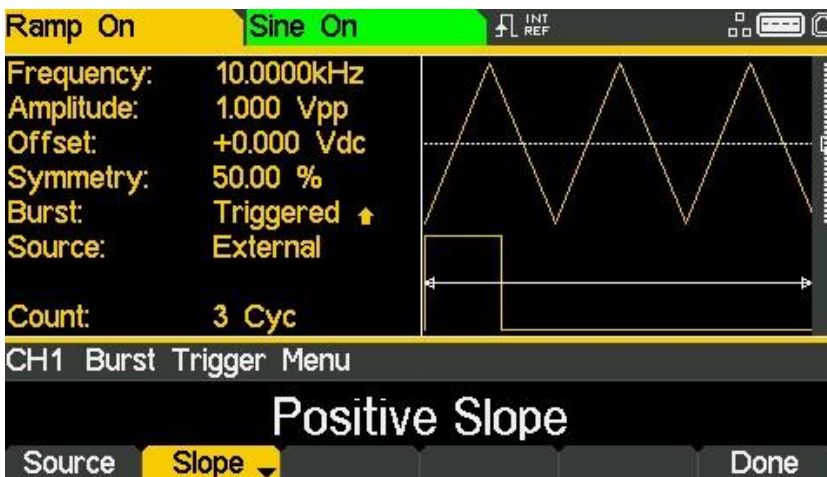 Ramp On Sine On INT REF
Frequency: 10.0000kHz
Amplitude: 1.000 Vpp
Offset: +0.000 Vdc
Symmetry: 50.00 %
Burst: Triggered
Source: External
Count: 3 Cyc
CH1 Burst Trigger Menu
Positive Slope
Source Slope Done